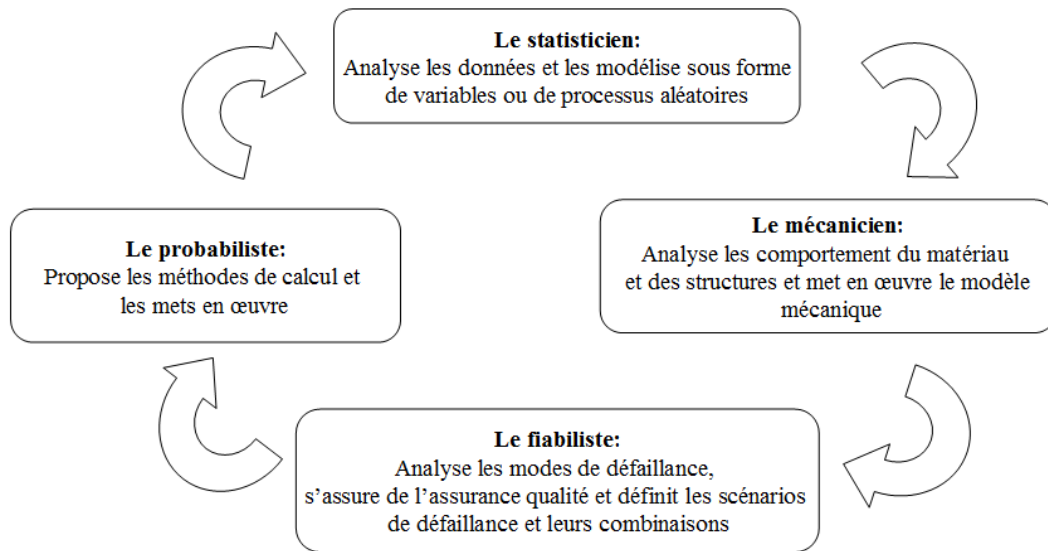 Le statisticien:
Analyse les données et les modélise sous forme
de variables ou de processus aléatoires
Le probabiliste:
Propose les méthodes de calcul et
les mets en œuvre
Le mécanicien:
Analyse les comportement du matériau
et des structures et met en œuvre le modèle
mécanique
Le fiabiliste:
Analyse les modes de défaillance,
s’assure de l’assurance qualité et définit les scénarios
de défaillance et leurs combinaisons